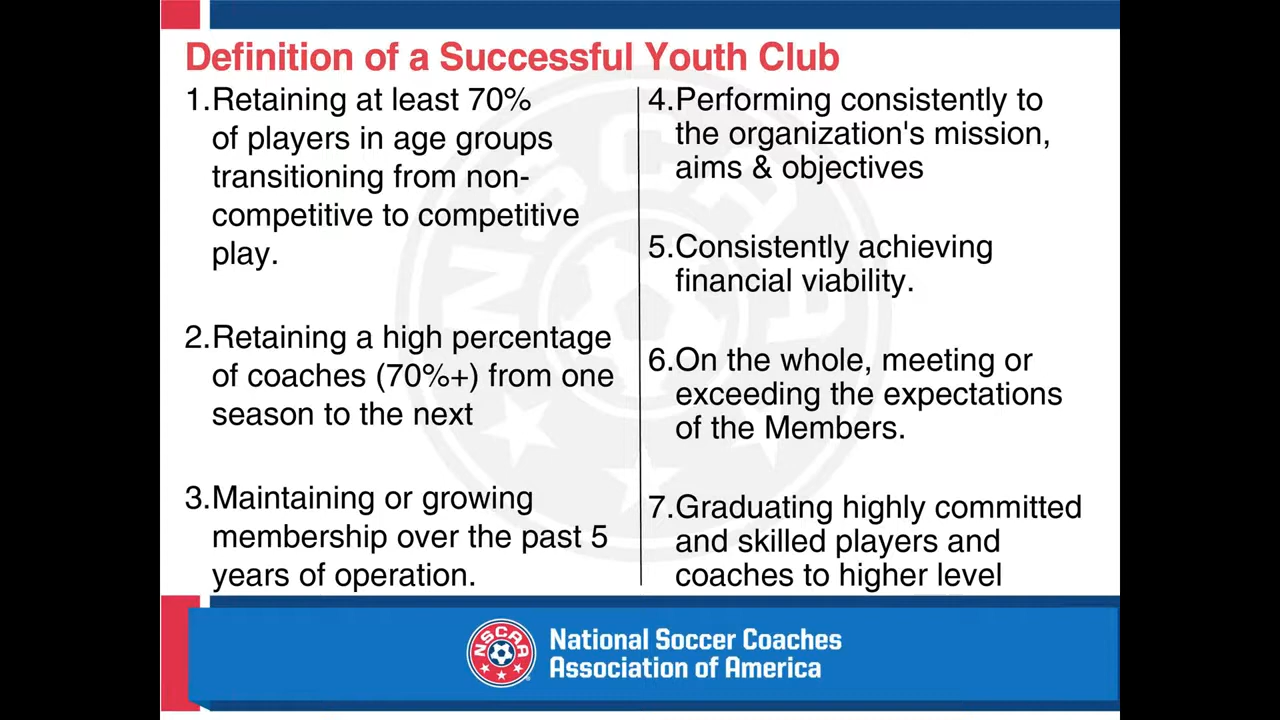 Definition of a Successful Youth Club
1.Retaining at least 70%
of players in age groups
transitioning from non-
competitive to competitive
play.
2.Retaining a high percentage
of coaches (70%+) from one
season to the next
3.Maintaining or growing
membership over the past 5
years of operation.
4.Performing consistently to
the organization's mission,
aims & objectives
5.Consistently achieving
financial viability.
6.On the whole, meeting or
exceeding the expectations
of the Members.
7.Graduating highly committed
and skilled players and
coaches to higher level
NSCAA
NSCAA
National Soccer Coaches
Association of America